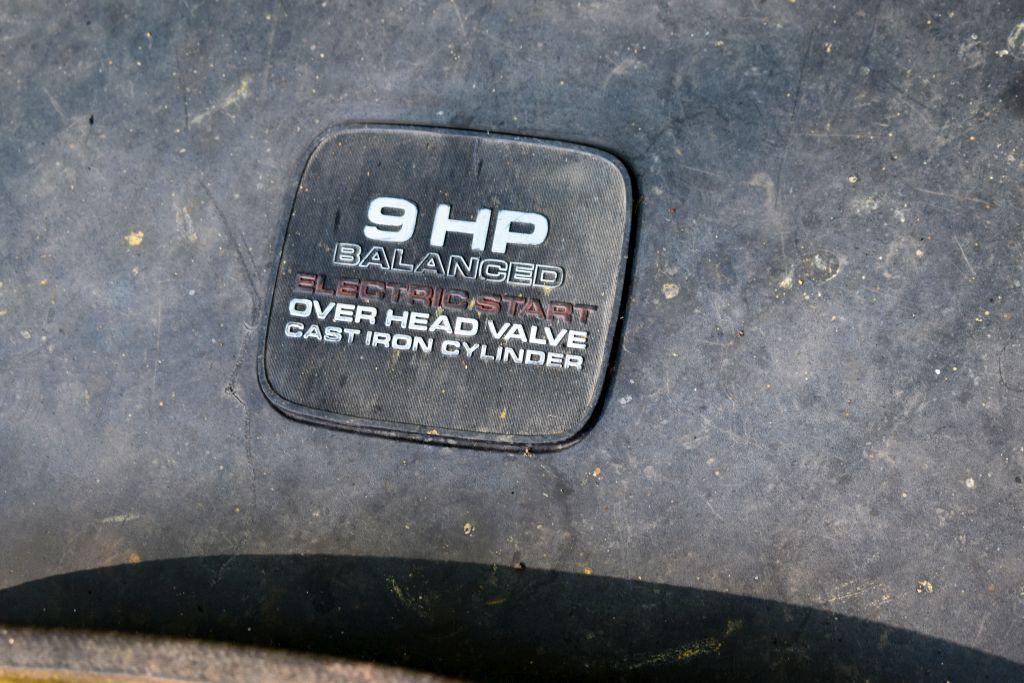 9 HP
BALANCED
ELECTRIC START
OVER HEAD VALVE
CAST IRON CYLINDER